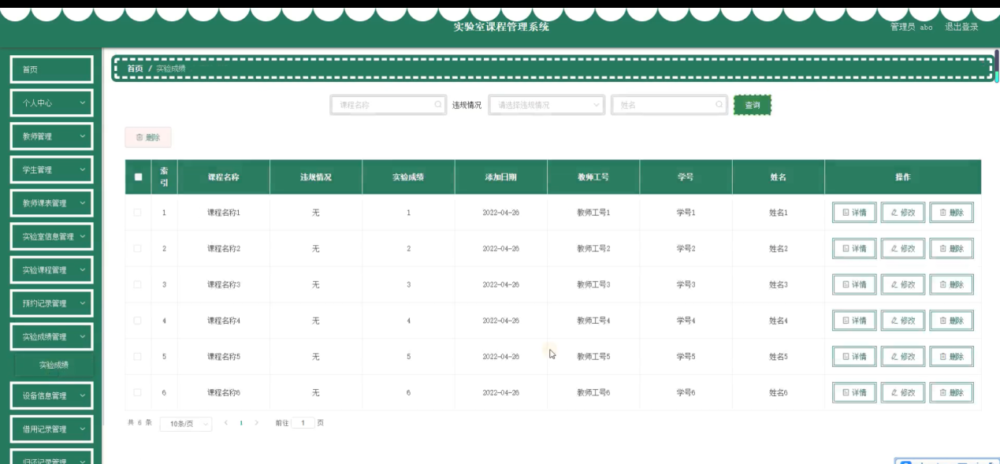 实验室课程管理系统
管理员 abo 退出登录
首页
个人中心
教师管理
学生管理
教师课表管理
实验室信息管理
实验课程管理
预约记录管理
实验成绩管理
实验成绩
设备信息管理
借用记录管理
归还记录管理
首页 / 实验成绩
课程名称 违规情况 请选择违规情况 姓名 查询
删除
索引 课程名称 违规情况 实验成绩 添加日期 教师工号 学号 姓名 操作
1 课程名称1 无 1 2022-04-26 教师工号1 学号1 姓名1 详情 修改 删除
2 课程名称2 无 2 2022-04-26 教师工号2 学号2 姓名2 详情 修改 删除
3 课程名称3 无 3 2022-04-26 教师工号3 学号3 姓名3 详情 修改 删除
4 课程名称4 无 4 2022-04-26 教师工号4 学号4 姓名4 详情 修改 删除
5 课程名称5 无 5 2022-04-26 教师工号5 学号5 姓名5 详情 修改 删除
6 课程名称6 无 6 2022-04-26 教师工号6 学号6 姓名6 详情 修改 删除
共 6 条 10条/页 1 前往 1 页